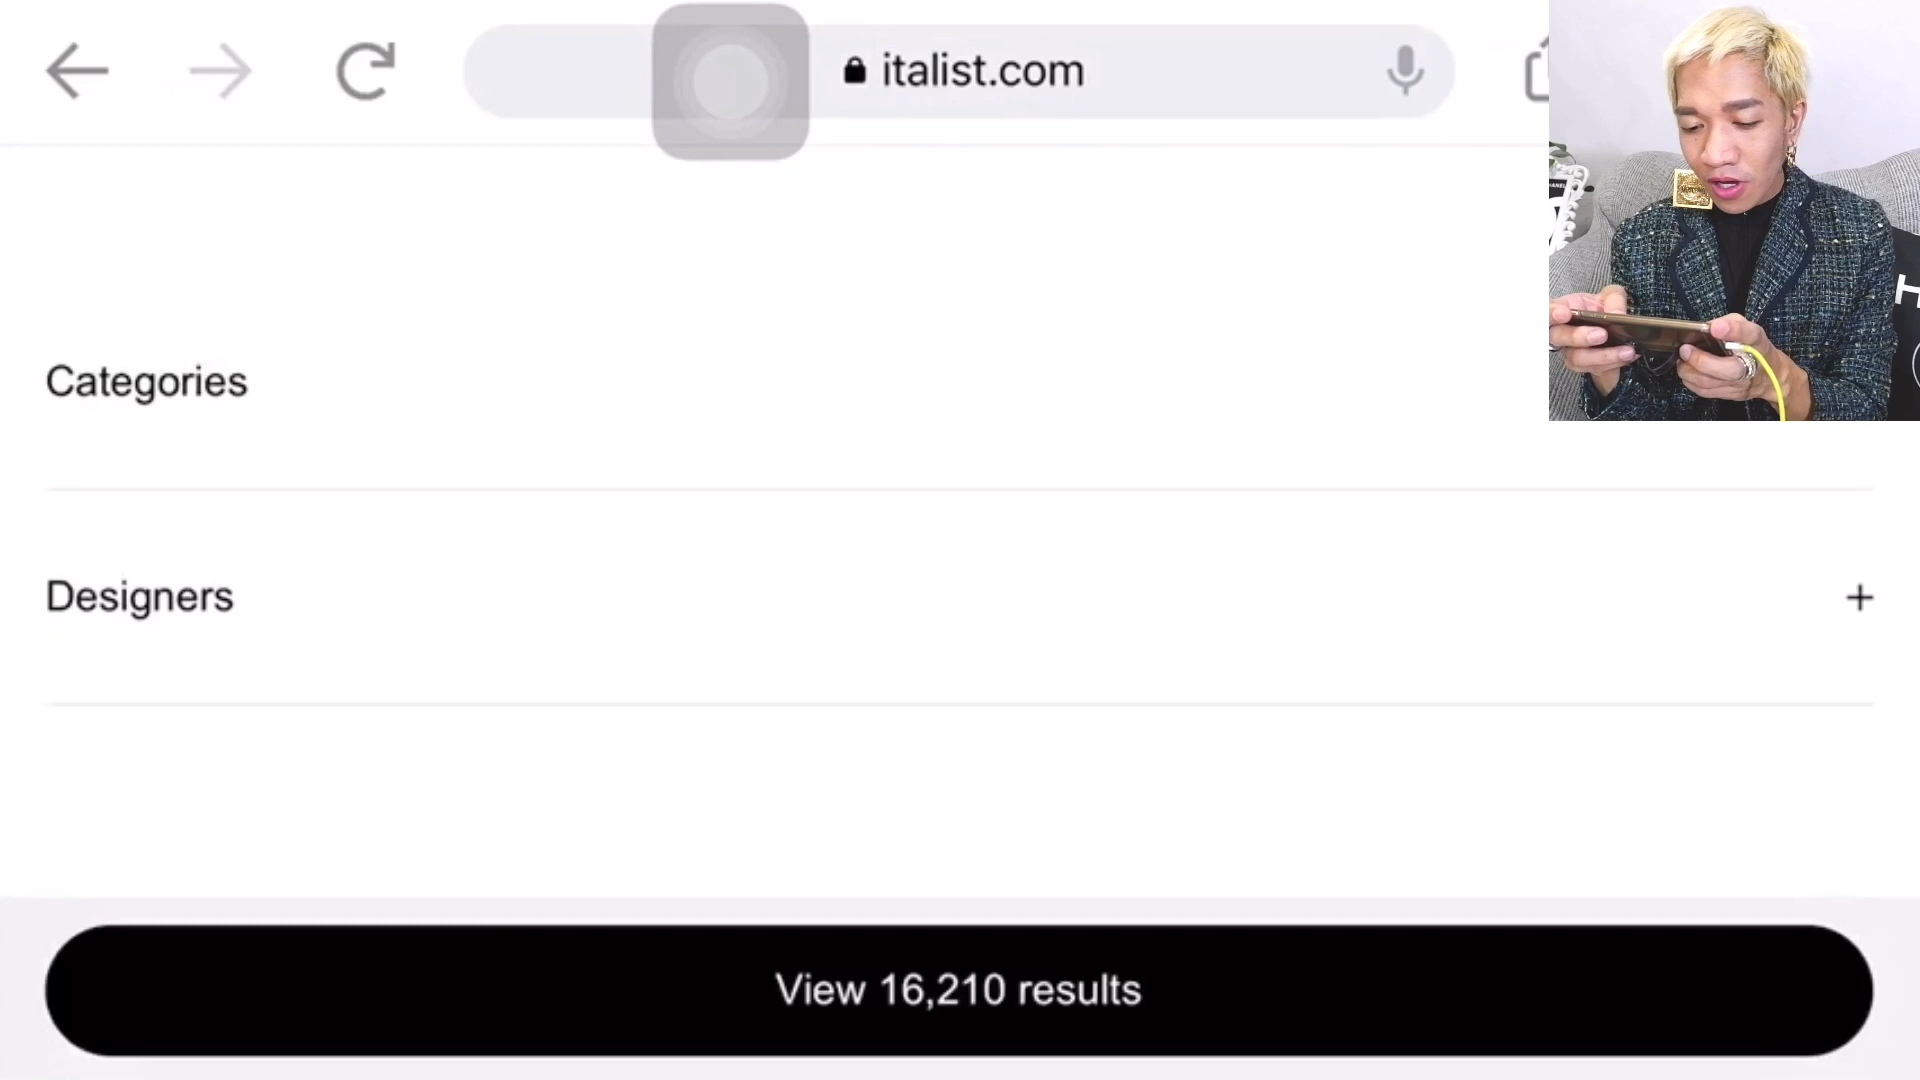 italist.com
Categories
Designers
+
View 16,210 results
H